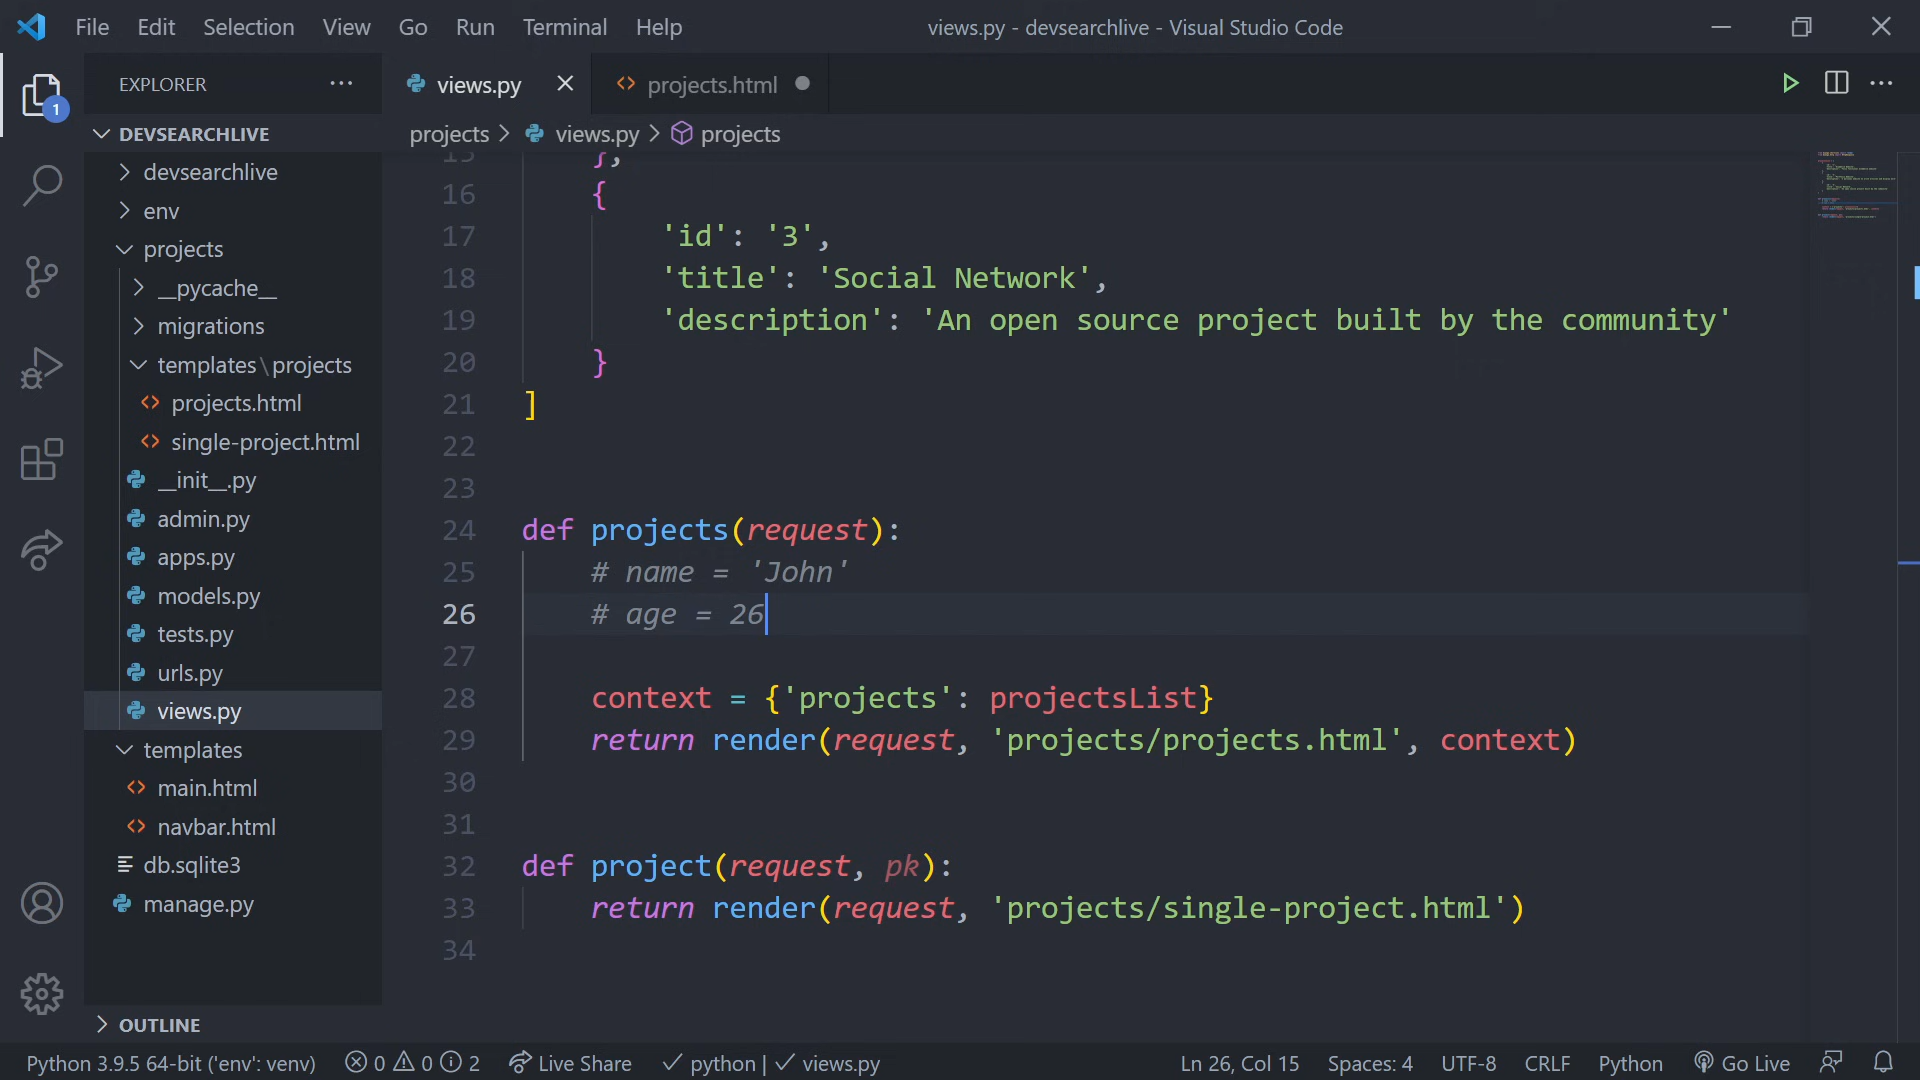 File Edit Selection View Go Run Terminal Help
views.py - devsearchlive - Visual Studio Code
EXPLORER
views.py
projects.html
1
DEVSEARCHLIVE
projects > views.py > projects
devsearchlive
env
projects
__pycache__
migrations
templates\projects
projects.html
single-project.html
__init__.py
admin.py
apps.py
models.py
tests.py
urls.py
views.py
templates
main.html
navbar.html
db.sqlite3
manage.py
OUTLINE
15 },
16 {
17 'id': '3',
18 'title': 'Social Network',
19 'description': 'An open source project built by the community'
20 }
21 ]
22
23
24 def projects(request):
25 # name = 'John'
26 # age = 26
27
28 context = {'projects': projectsList}
29 return render(request, 'projects/projects.html', context)
30
31
32 def project(request, pk):
33 return render(request, 'projects/single-project.html')
34
Python 3.9.5 64-bit ('env': venv) 0 0 2 Live Share python | views.py Ln 26, Col 15 Spaces: 4 UTF-8 CRLF Python Go Live